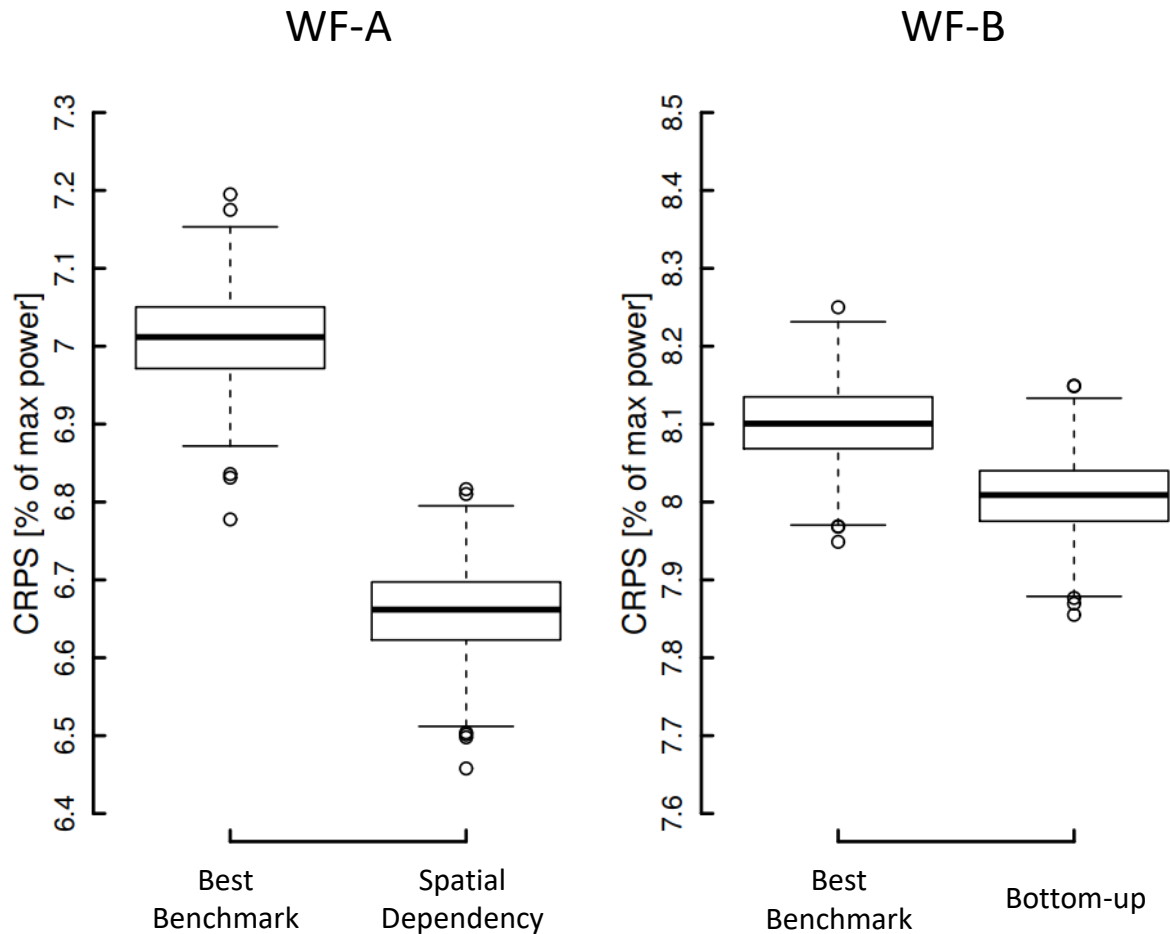 WF-A
WF-B
CRPS [% of max power]
7.3
7.2
7.1
7
6.9
6.8
6.7
6.6
6.5
6.4
Best
Benchmark
Spatial
Dependency
CRPS [% of max power]
8.5
8.4
8.3
8.2
8.1
8
7.9
7.8
7.7
7.6
Best
Benchmark
Bottom-up